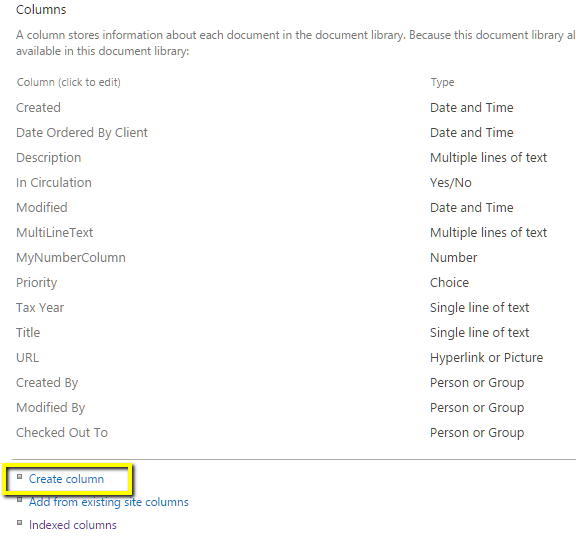 Columns
A column stores information about each document in the document library. Because this document library al
available in this document library:
Column (click to edit) Type
Created Date and Time
Date Ordered By Client Date and Time
Description Multiple lines of text
In Circulation Yes/No
Modified Date and Time
MultiLineText Multiple lines of text
MyNumberColumn Number
Priority Choice
Tax Year Single line of text
Title Single line of text
URL Hyperlink or Picture
Created By Person or Group
Modified By Person or Group
Checked Out To Person or Group
Create column
Add from existing site columns
Indexed columns